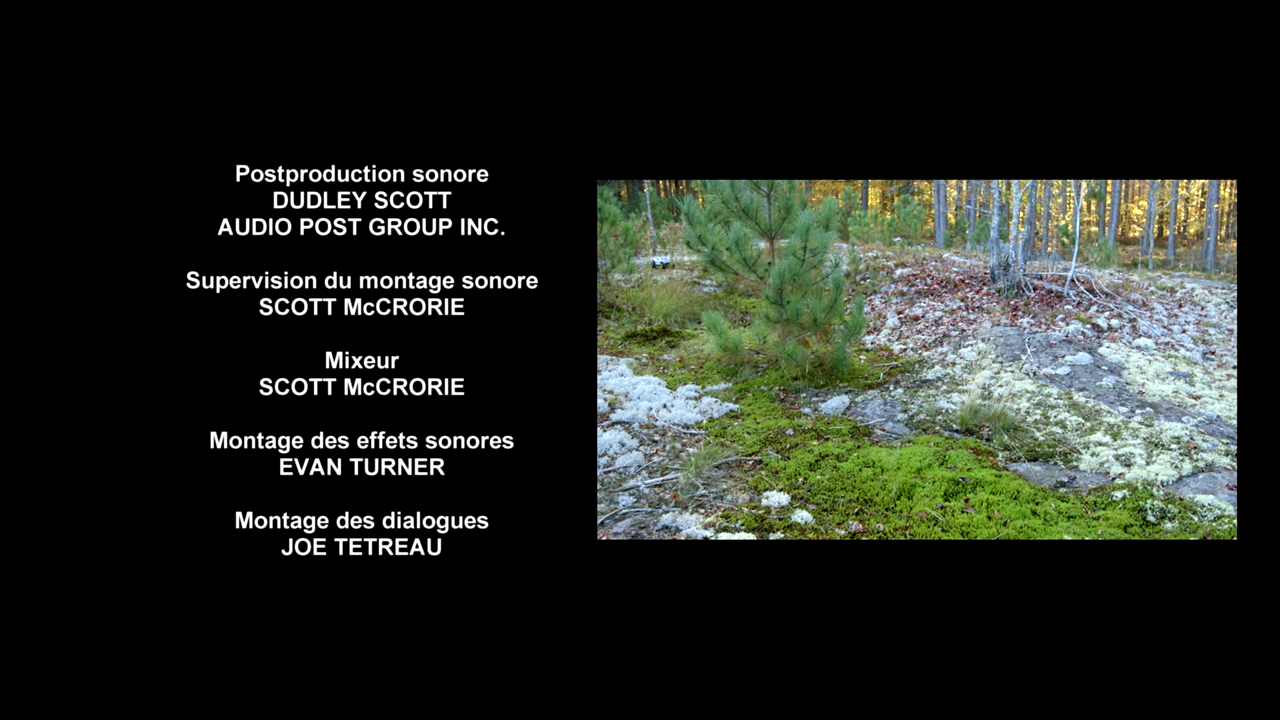 Postproduction sonore
DUDLEY SCOTT
AUDIO POST GROUP INC.
Supervision du montage sonore
SCOTT McCRORIE
Mixeur
SCOTT McCRORIE
Montage des effets sonores
EVAN TURNER
Montage des dialogues
JOE TETREAU